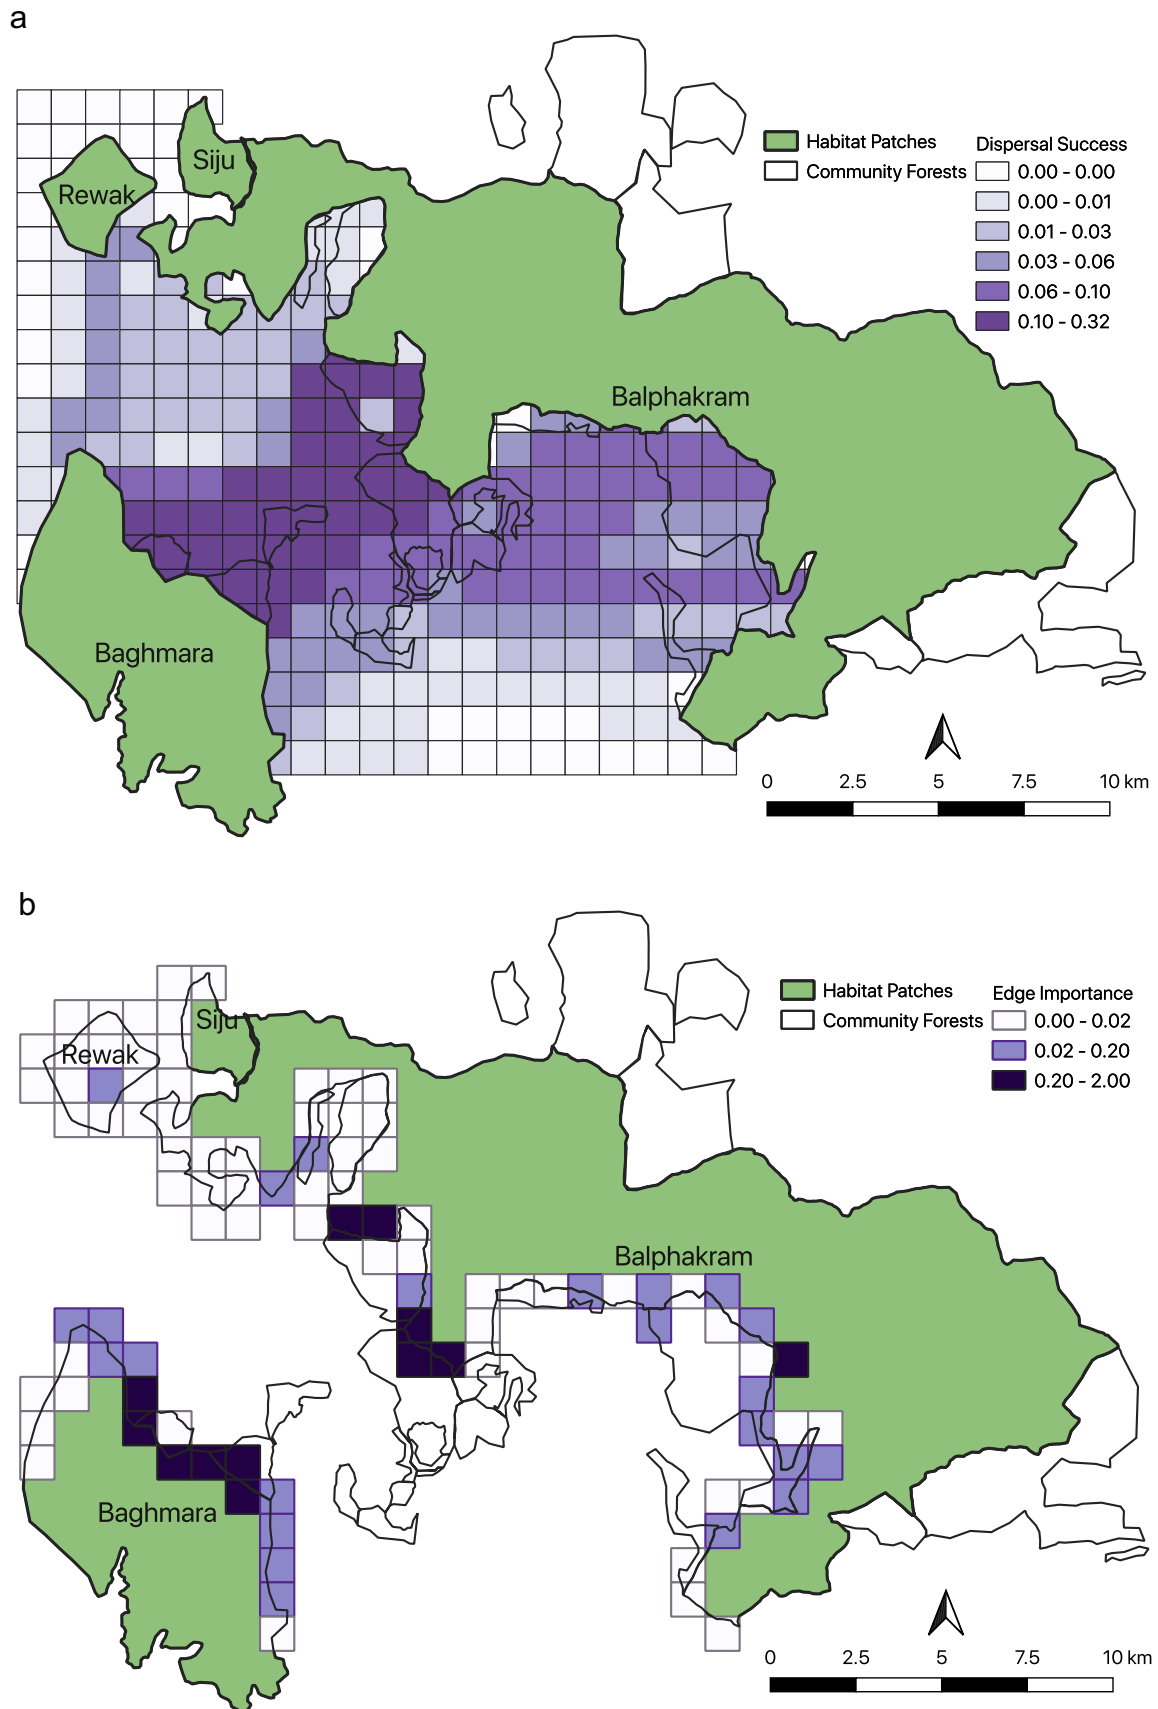 a
Siju
Rewak
Balphakram
Baghmara
Habitat Patches
Community Forests
Dispersal Success
0.00 - 0.00
0.00 - 0.01
0.01 - 0.03
0.03 - 0.06
0.06 - 0.10
0.10 - 0.32
0 2.5 5 7.5 10 km
b
Siju
Rewak
Balphakram
Baghmara
Habitat Patches
Community Forests
Edge Importance
0.00 - 0.02
0.02 - 0.20
0.20 - 2.00
0 2.5 5 7.5 10 km